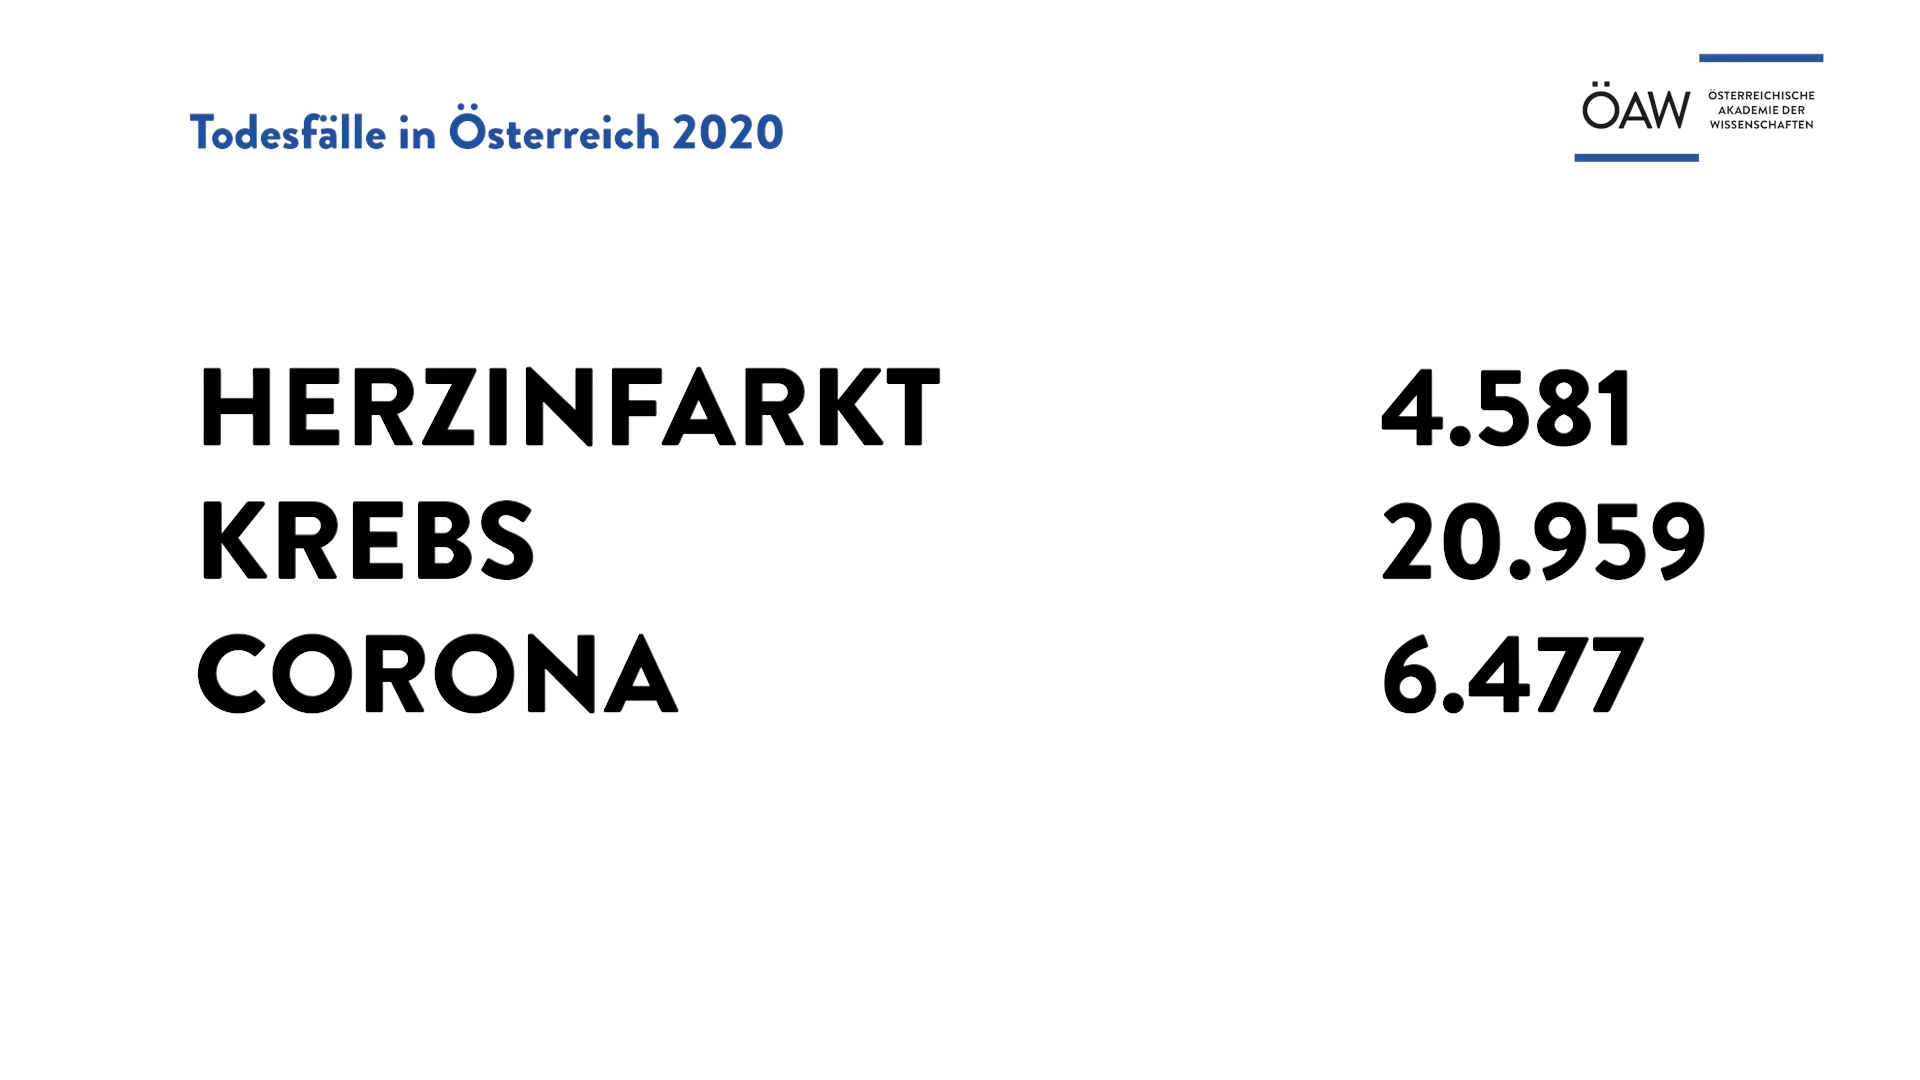 Todesfälle in Österreich 2020
ÖAW
ÖSTERREICHISCHE
AKADEMIE DER
WISSENSCHAFTEN
HERZINFARKT 4.581
KREBS 20.959
CORONA 6.477